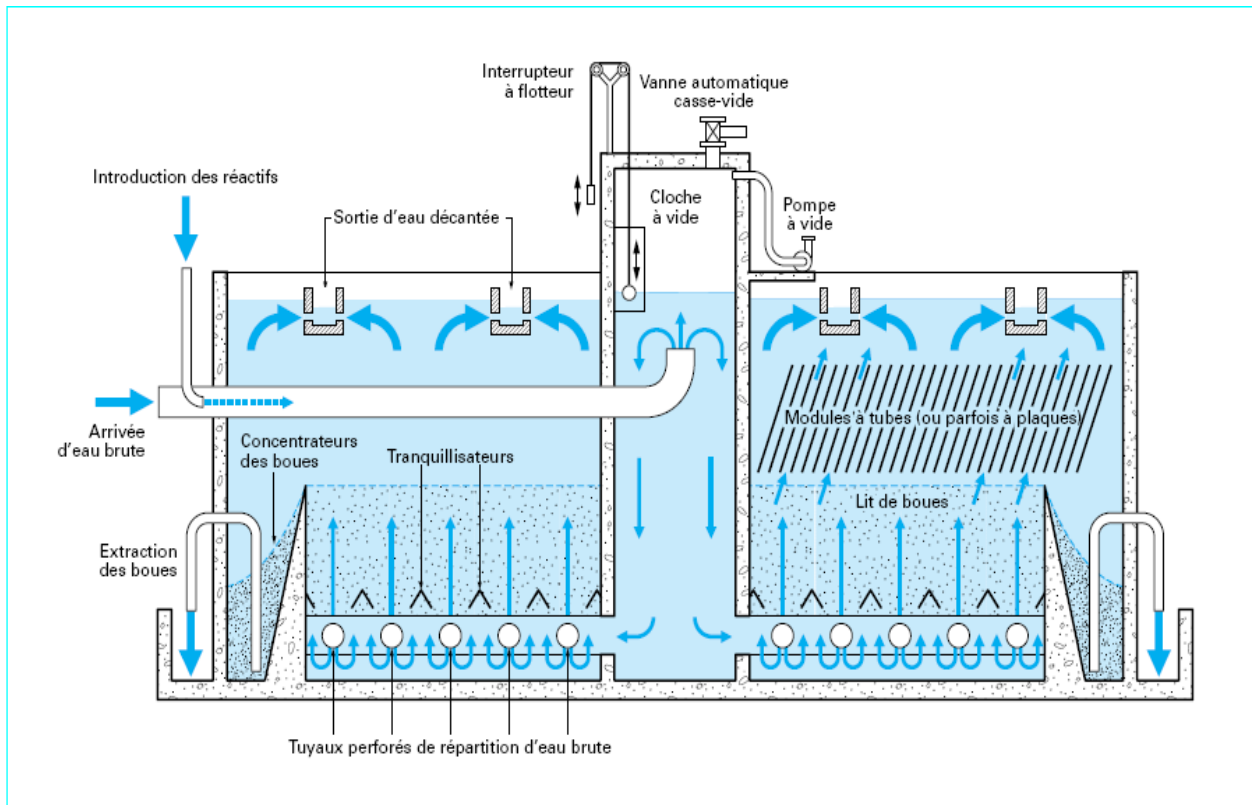 Interrupteur
à flotteur
Vanne automatique
casse-vide
Introduction des réactifs
Sortie d'eau décantée
Cloche
à vide
Pompe
à vide
Arrivée
d'eau brute
Concentrateurs
des boues
Tranquillisateurs
Modules à tubes (ou parfois à plaques)
Lit de boues
Extraction
des boues
Tuyaux perforés de répartition d'eau brute